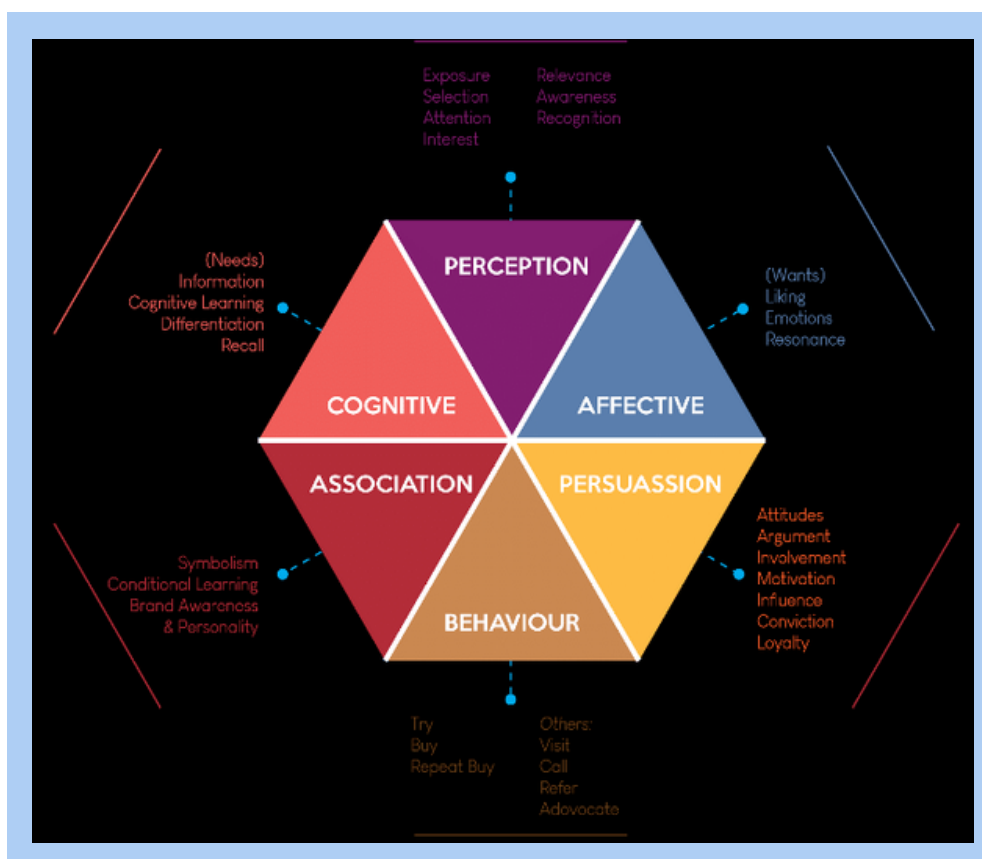 Exposure
Selection
Attention
Interest
Relevance
Awareness
Recognition
PERCEPTION
(Needs)
Information
Cognitive Learning
Differentiation
Recall
COGNITIVE
(Wants)
Liking
Emotions
Resonance
AFFECTIVE
ASSOCIATION
Symbolism
Conditional Learning
Brand Awareness
& Personality
PERSUASSION
Attitudes
Argument
Involvement
Motivation
Influence
Conviction
Loyalty
BEHAVIOUR
Try
Buy
Repeat Buy
Others:
Visit
Call
Refer
Adovocate